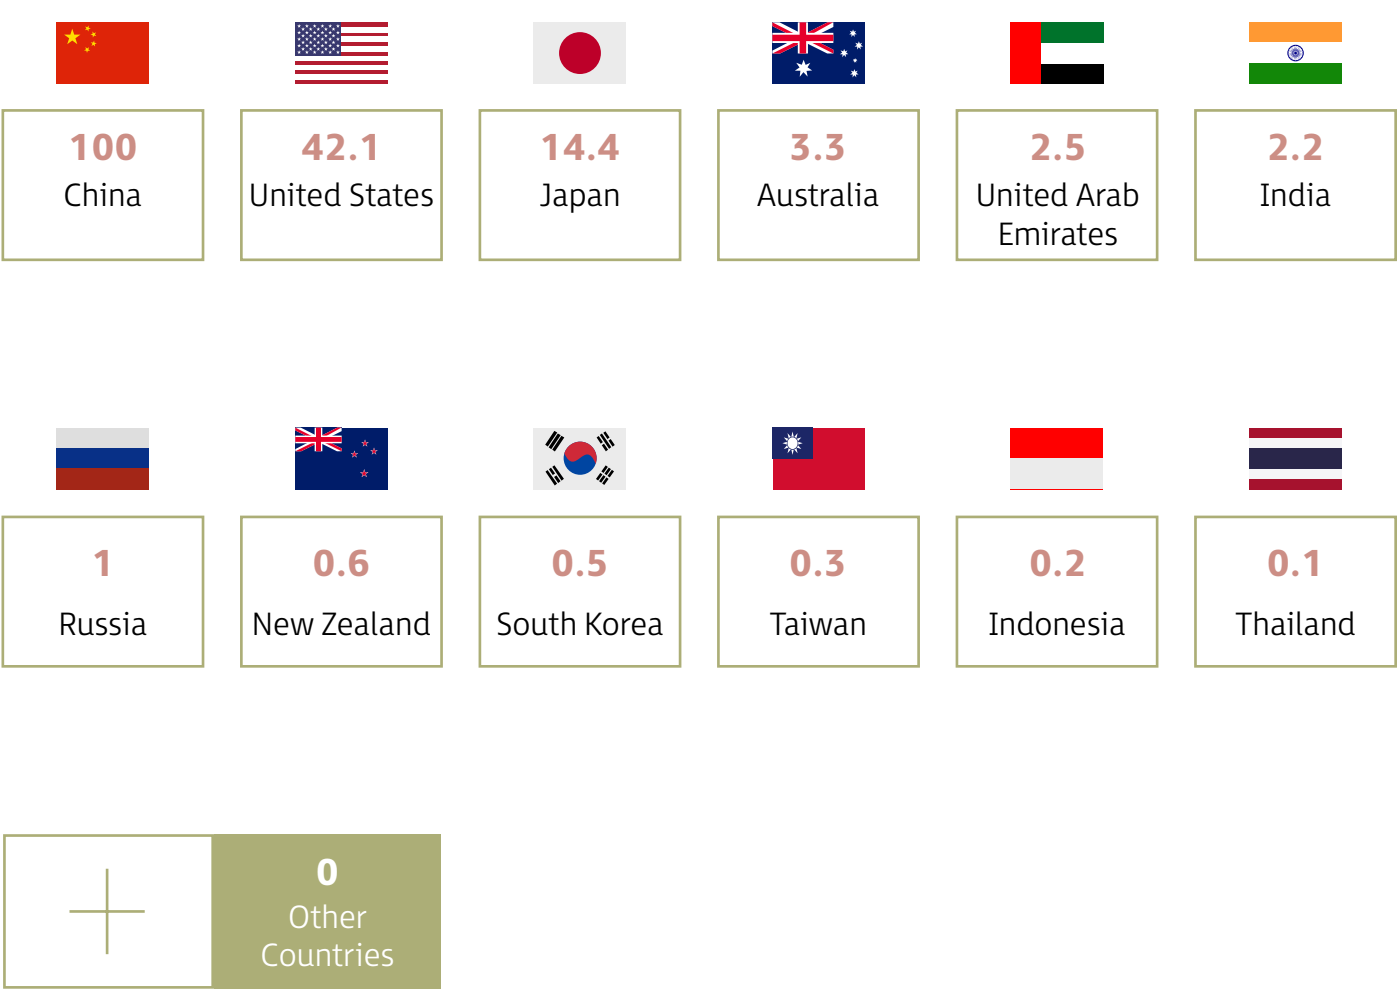 100
China
42.1
United States
14.4
Japan
3.3
Australia
2.5
United Arab
Emirates
2.2
India
1
Russia
0.6
New Zealand
0.5
South Korea
0.3
Taiwan
0.2
Indonesia
0.1
Thailand
0
Other
Countries